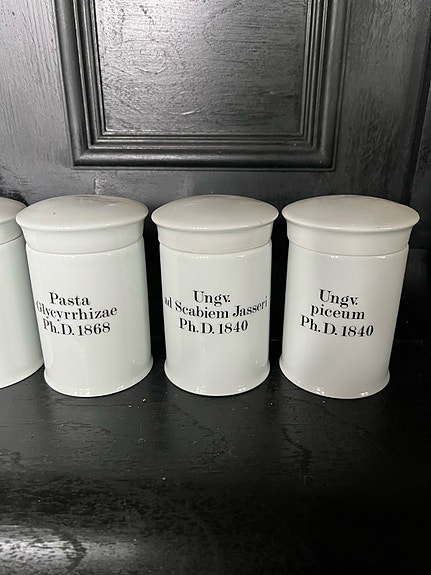 Pasta
Glycyrrhizae
Ph.D. 1868
Ungv.
ad Scabiem Jasseri
Ph.D. 1840
Ungv.
piceum
Ph.D. 1840